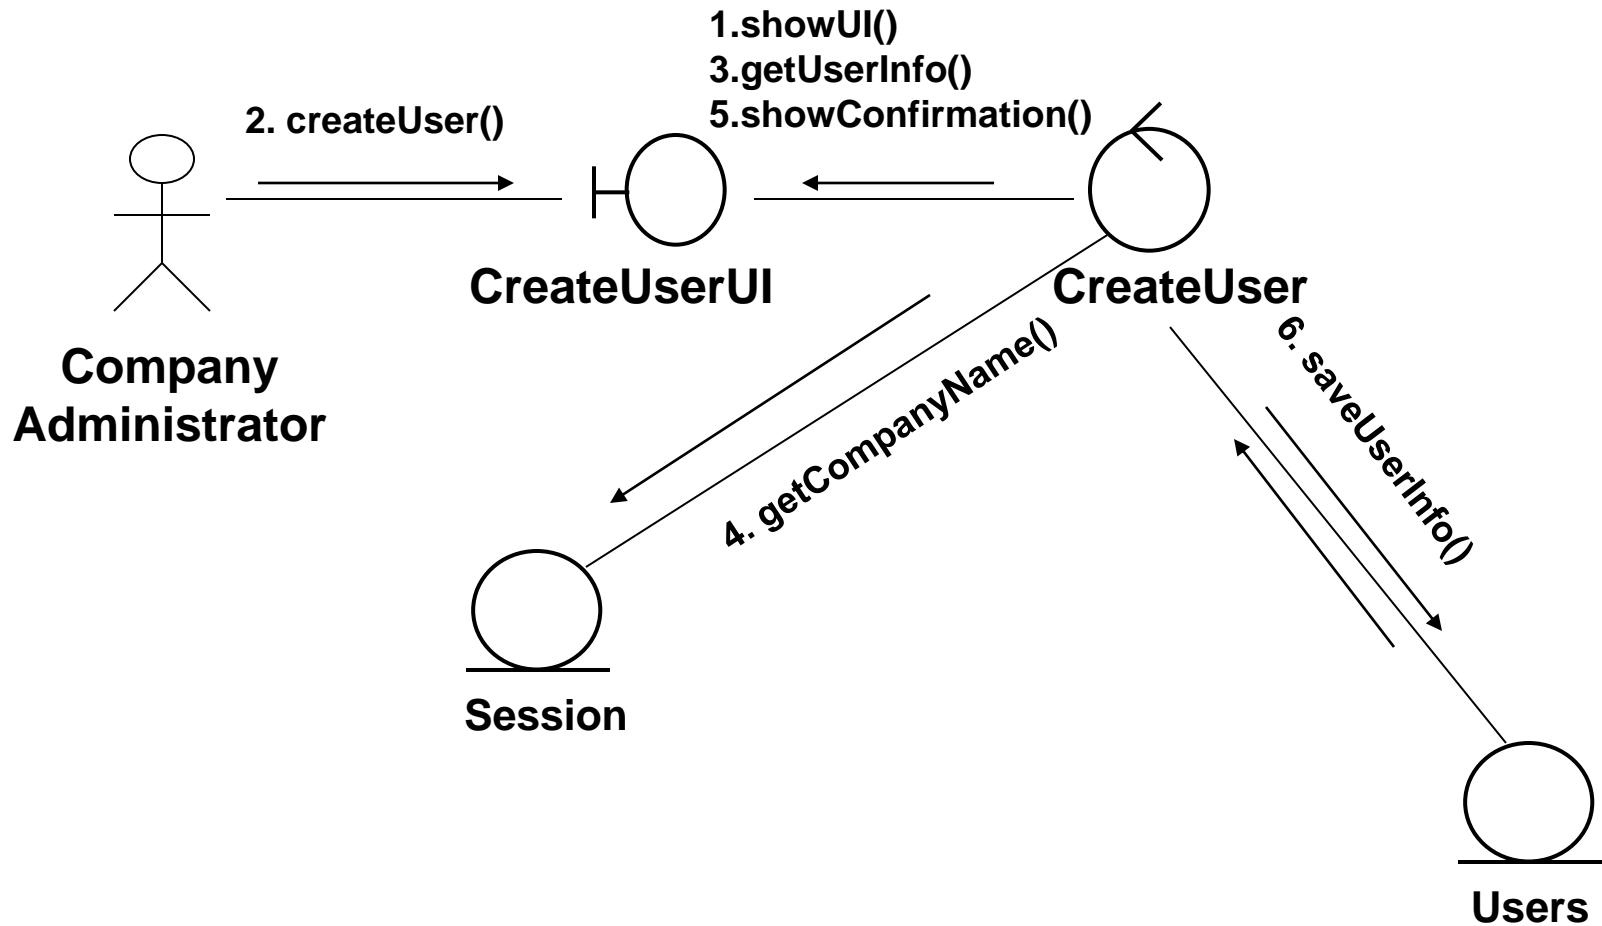 1.showUI()
3.getUserInfo()
5.showConfirmation()
2. createUser()
CreateUserUI
CreateUser
Company
Administrator
4. getCompanyName()
6. saveUserInfo()
Session
Users